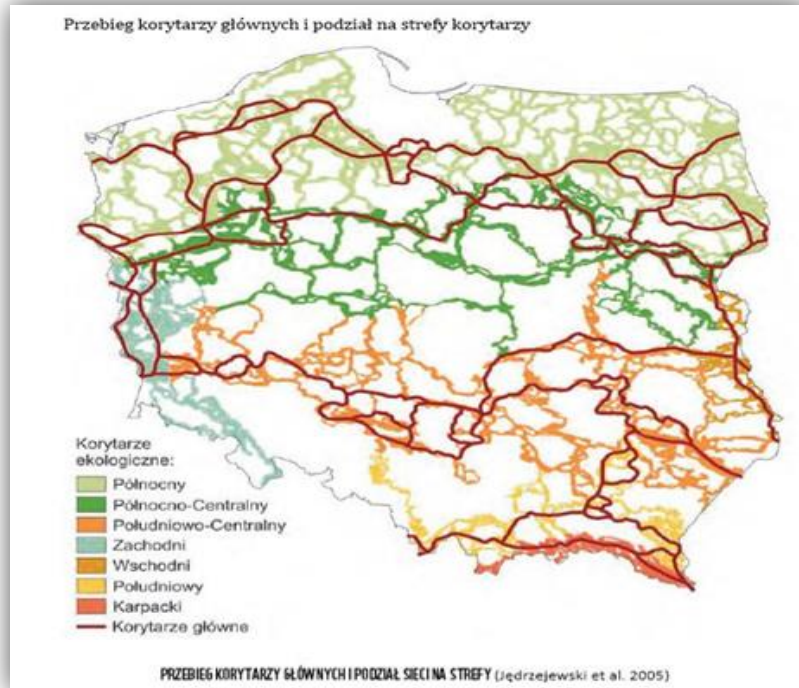 Przebieg korytarzy głównych i podział na strefy korytarzy
Korytarze
ekologiczne:
Północny
Północno-Centralny
Południowo-Centralny
Zachodni
Wschodni
Południowy
Karpacki
Korytarze główne
PRZEBIEG KORYTARZY GŁÓWNYCH I PODZIAŁ SIECI NA STREFY (Jędrzejewski et al. 2005)